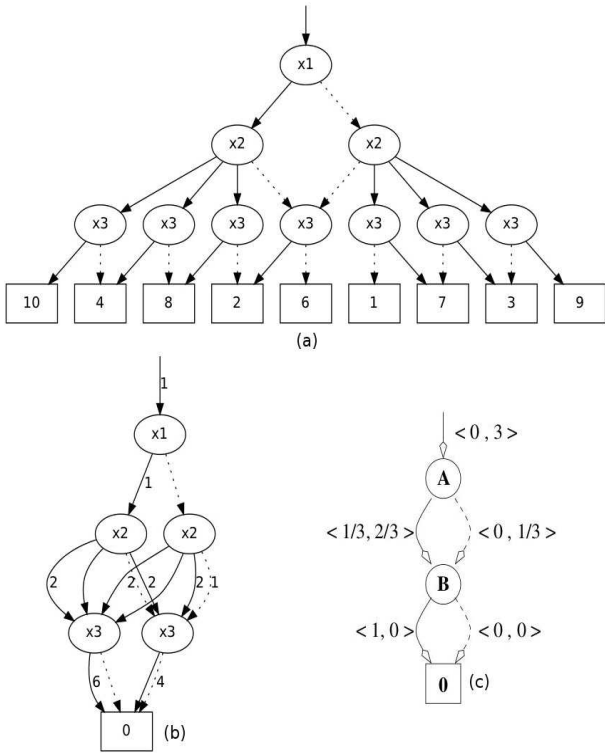 x1
x2 x2
x3 x3 x3 x3 x3 x3 x3
10 4 8 2 6 1 7 3 9
(a)
1
x1
1
x2 x2
2 2 2 2 1
x3 x3
6 4
0 (b)
< 0 , 3 >
A
< 1/3, 2/3 > < 0 , 1/3 >
B
< 1, 0 > < 0 , 0 >
0 (c)